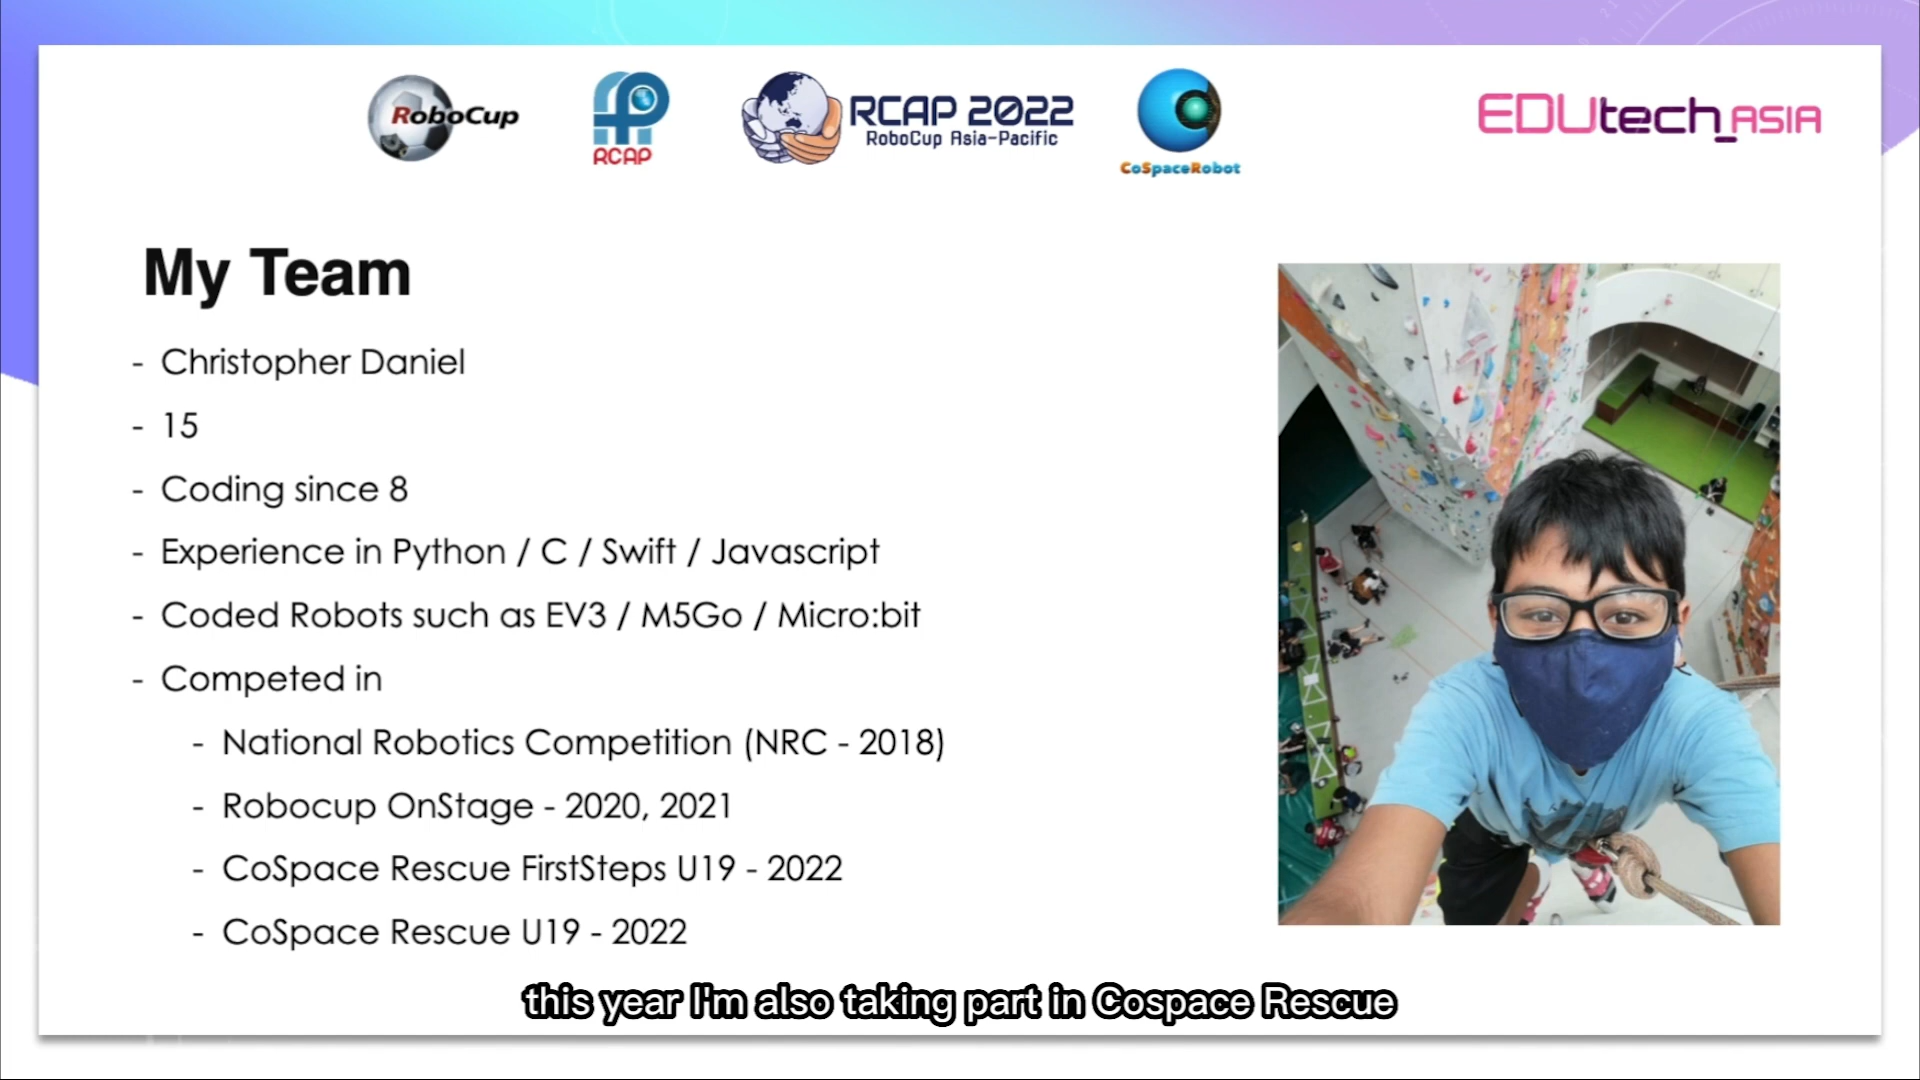 RoboCup
RCAP
RCAP 2022
RoboCup Asia-Pacific
CoSpaceRobot
EDUtech_ASIA
My Team
- Christopher Daniel
- 15
- Coding since 8
- Experience in Python / C / Swift / Javascript
- Coded Robots such as EV3 / M5Go / Micro:bit
- Competed in
- National Robotics Competition (NRC - 2018)
- Robocup OnStage - 2020, 2021
- CoSpace Rescue FirstSteps U19 - 2022
- CoSpace Rescue U19 - 2022
this year I'm also taking part in Cospace Rescue